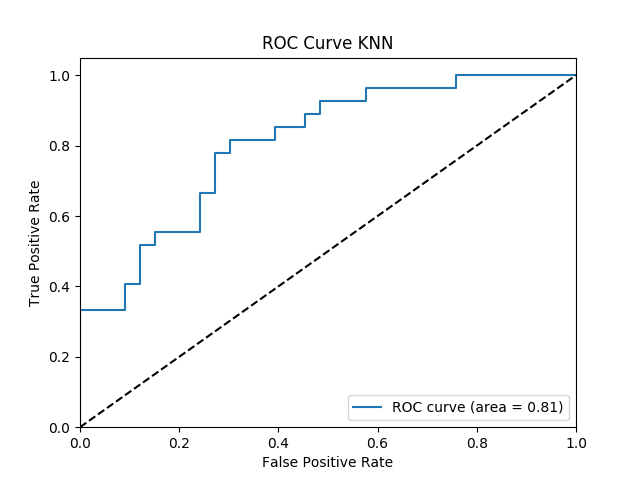 ROC Curve KNN
1.0
0.8
0.6
0.4
0.2
0.0
True Positive Rate
ROC curve (area = 0.81)
0.0 0.2 0.4 0.6 0.8 1.0
False Positive Rate